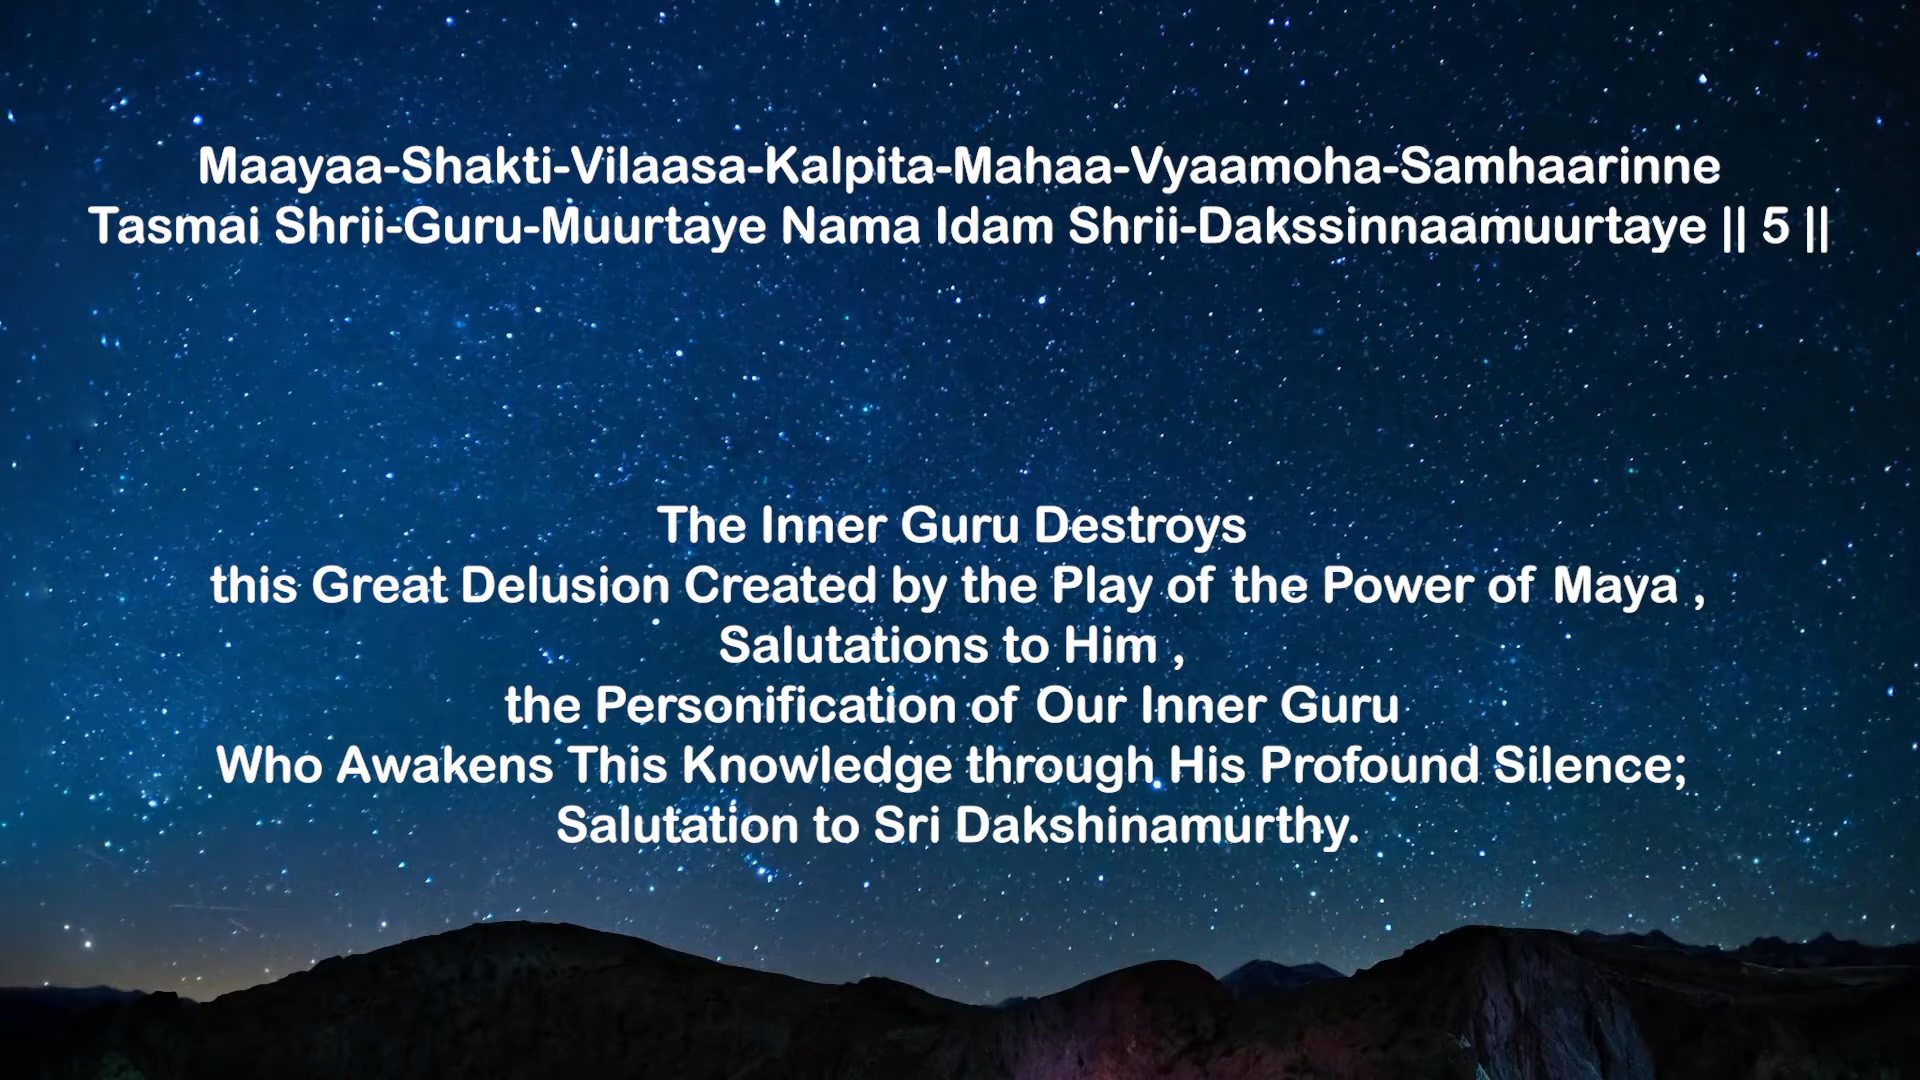 Maayaa-Shakti-Vilaasa-Kalpita-Mahaa-Vyaamoha-Samhaarinne
Tasmai Shrii-Guru-Muurtaye Nama Idam Shrii-Dakssinnaamuurtaye || 5 ||
The Inner Guru Destroys
this Great Delusion Created by the Play of the Power of Maya ,
Salutations to Him ,
the Personification of Our Inner Guru
Who Awakens This Knowledge through His Profound Silence;
Salutation to Sri Dakshinamurthy.